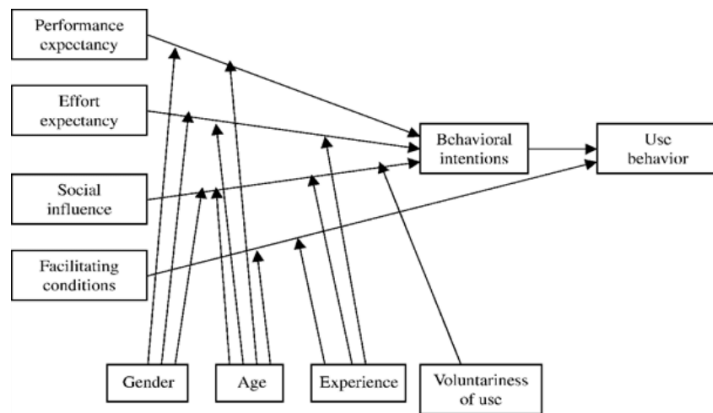 Performance
expectancy
Effort
expectancy
Social
influence
Facilitating
conditions
Behavioral
intentions
Use
behavior
Gender
Age
Experience
Voluntariness
of use